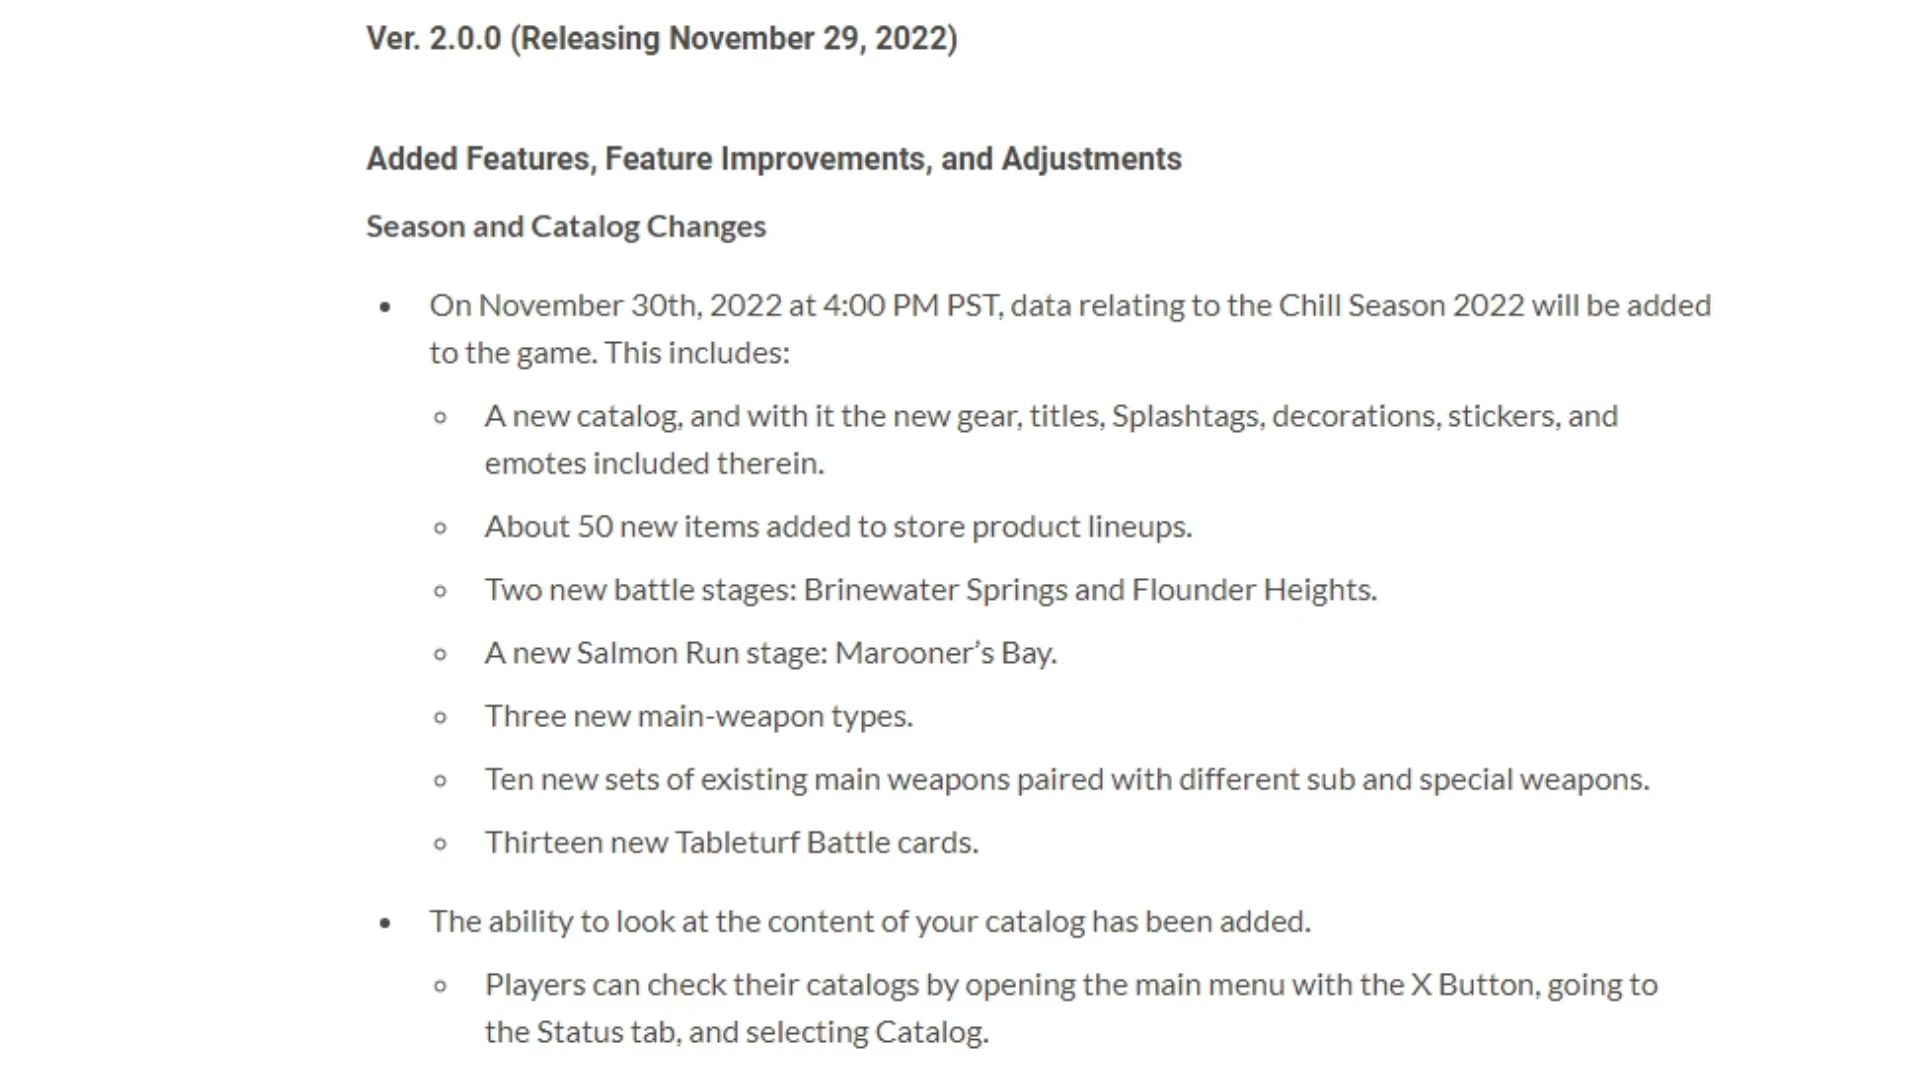 Ver. 2.0.0 (Releasing November 29, 2022)
Added Features, Feature Improvements, and Adjustments
Season and Catalog Changes
• On November 30th, 2022 at 4:00 PM PST, data relating to the Chill Season 2022 will be added
to the game. This includes:
◦ A new catalog, and with it the new gear, titles, Splashtags, decorations, stickers, and
emotes included therein.
◦ About 50 new items added to store product lineups.
◦ Two new battle stages: Brinewater Springs and Flounder Heights.
◦ A new Salmon Run stage: Marooner’s Bay.
◦ Three new main-weapon types.
◦ Ten new sets of existing main weapons paired with different sub and special weapons.
◦ Thirteen new Tableturf Battle cards.
• The ability to look at the content of your catalog has been added.
◦ Players can check their catalogs by opening the main menu with the X Button, going to
the Status tab, and selecting Catalog.